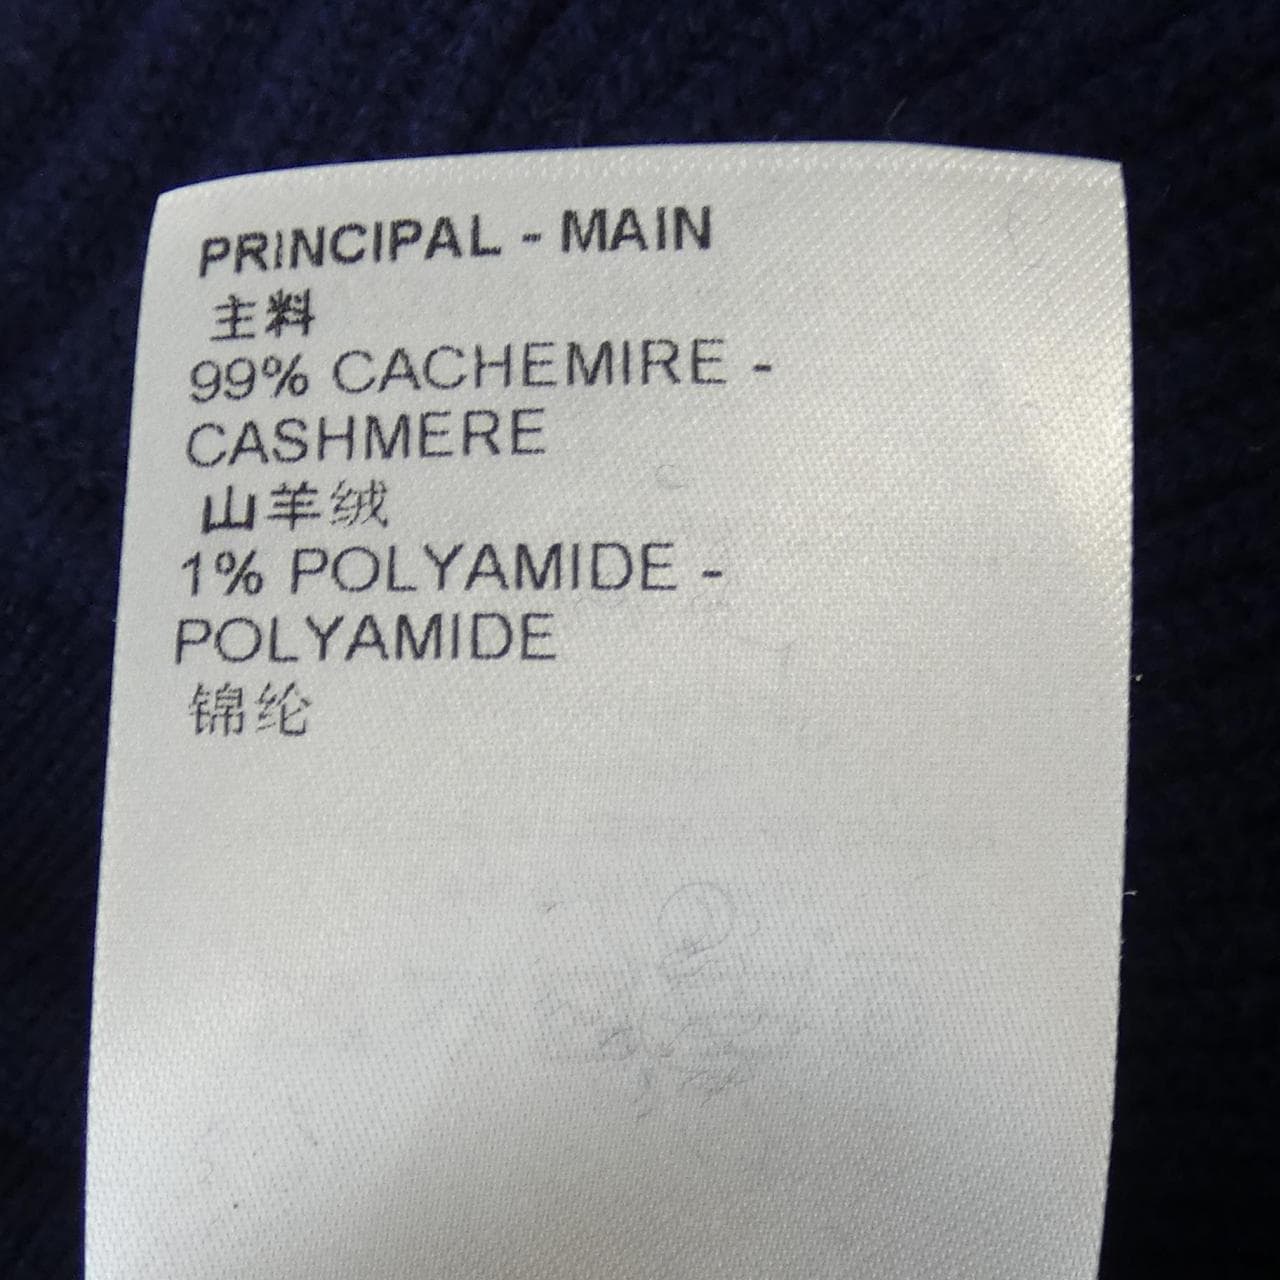 PRINCIPAL - MAIN
主料
99% CACHEMIRE -
CASHMERE
山羊绒
1% POLYAMIDE -
POLYAMIDE
锦纶